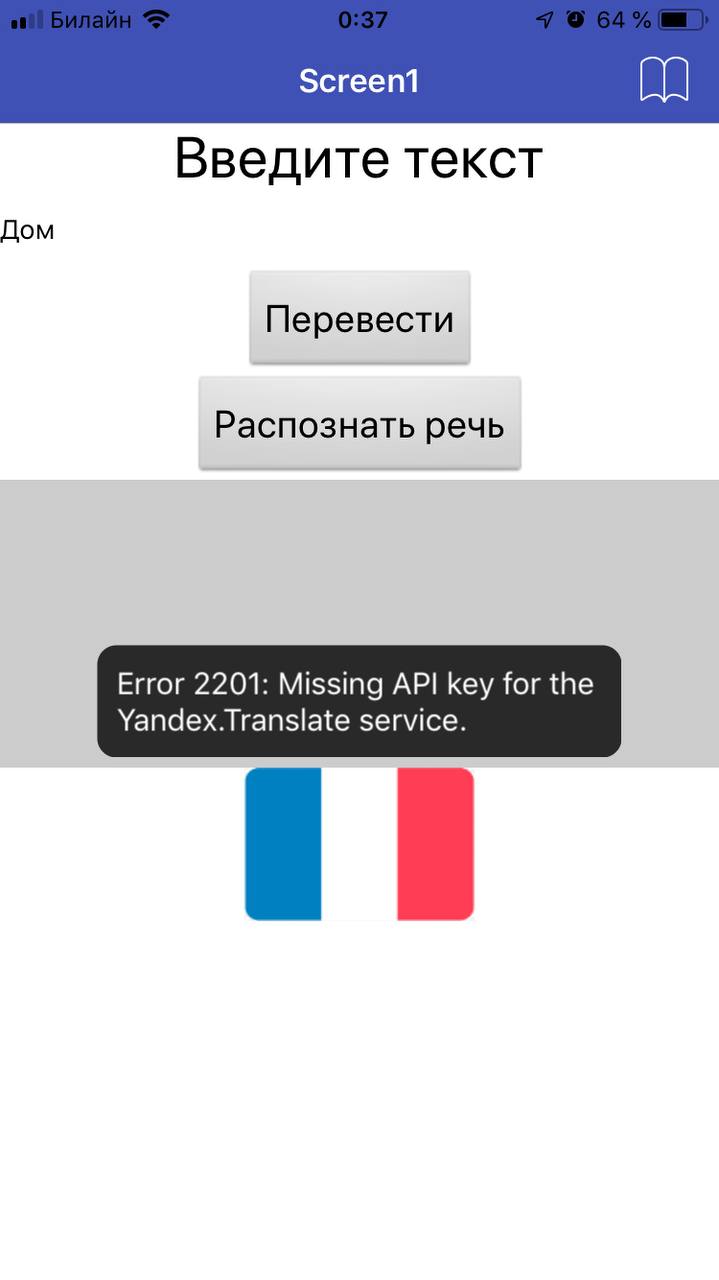 Билайн 0:37 64 %
Screen1
Введите текст
Дом
Перевести
Распознать речь
Error 2201: Missing API key for the
Yandex.Translate service.